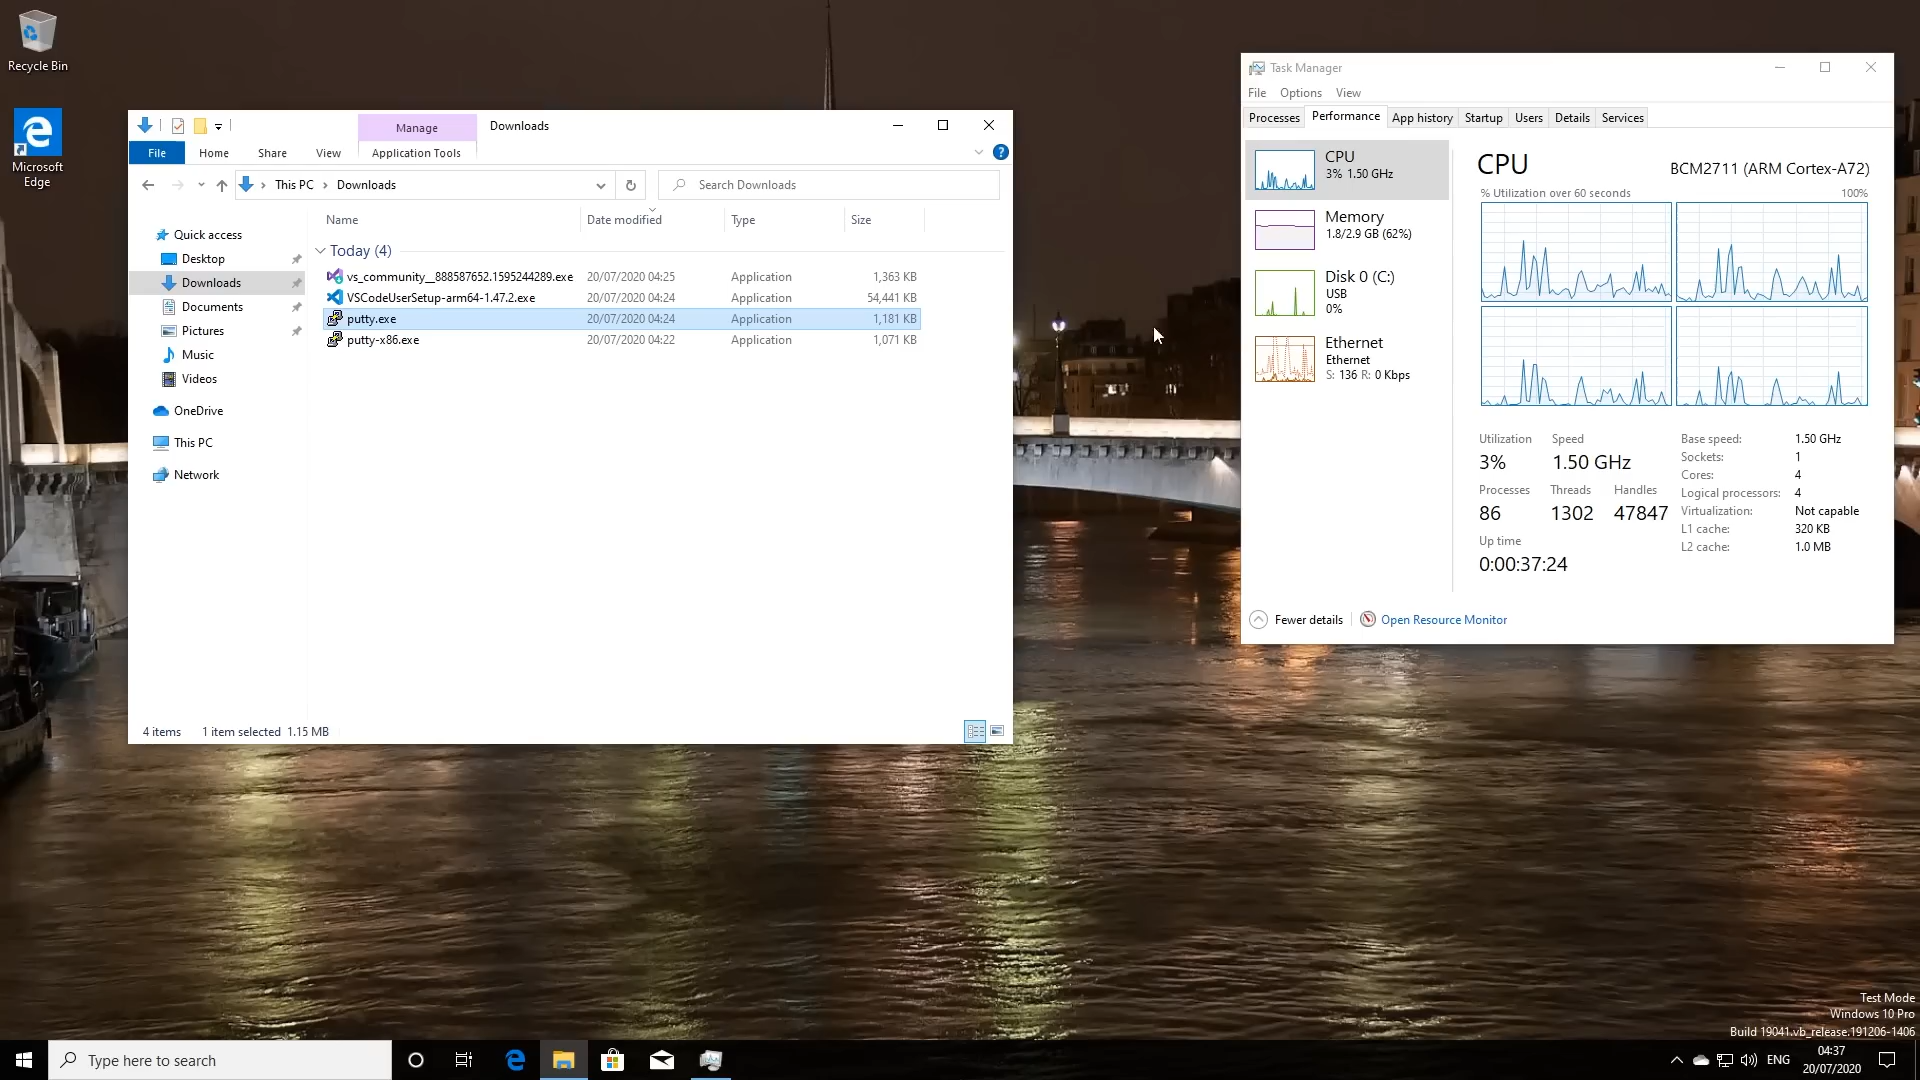 Recycle Bin
Microsoft
Edge
Manage
Downloads
File
Home
Share
View
Application Tools
This PC
Downloads
Search Downloads
Quick access
Desktop
Downloads
Documents
Pictures
Music
Videos
OneDrive
This PC
Network
Name
Date modified
Type
Size
Today (4)
vs_community__888587652.1595244289.exe 20/07/2020 04:25 Application 1,363 KB
VSCodeUserSetup-arm64-1.47.2.exe 20/07/2020 04:24 Application 54,441 KB
putty.exe 20/07/2020 04:24 Application 1,181 KB
putty-x86.exe 20/07/2020 04:22 Application 1,071 KB
4 items 1 item selected 1.15 MB
Task Manager
File Options View
Processes Performance App history Startup Users Details Services
CPU
3% 1.50 GHz
Memory
1.8/2.9 GB (62%)
Disk 0 (C:)
USB
0%
Ethernet
Ethernet
S: 136 R: 0 Kbps
CPU
BCM2711 (ARM Cortex-A72)
% Utilization over 60 seconds
100%
Utilization Speed
3% 1.50 GHz
Processes Threads Handles
86 1302 47847
Up time
0:00:37:24
Base speed: 1.50 GHz
Sockets: 1
Cores: 4
Logical processors: 4
Virtualization: Not capable
L1 cache: 320 KB
L2 cache: 1.0 MB
Fewer details
Open Resource Monitor
Test Mode
Windows 10 Pro
Build 19041.vb_release.191206-1406
Type here to search
ENG
04:37
20/07/2020